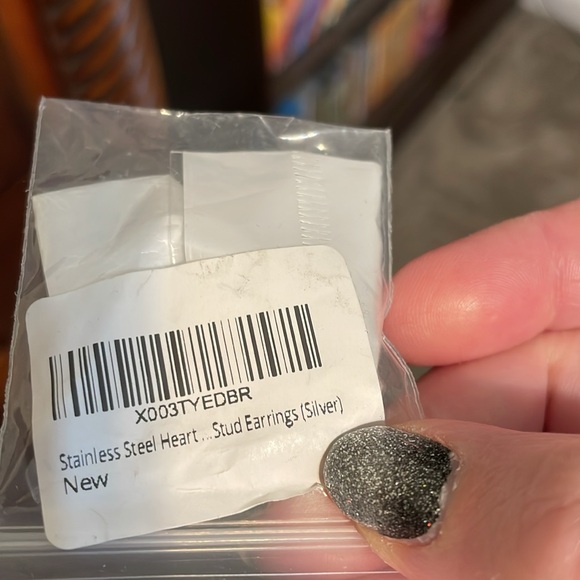 X003TYEDBR
Stainless Steel Heart ...Stud Earrings (Silver)
New